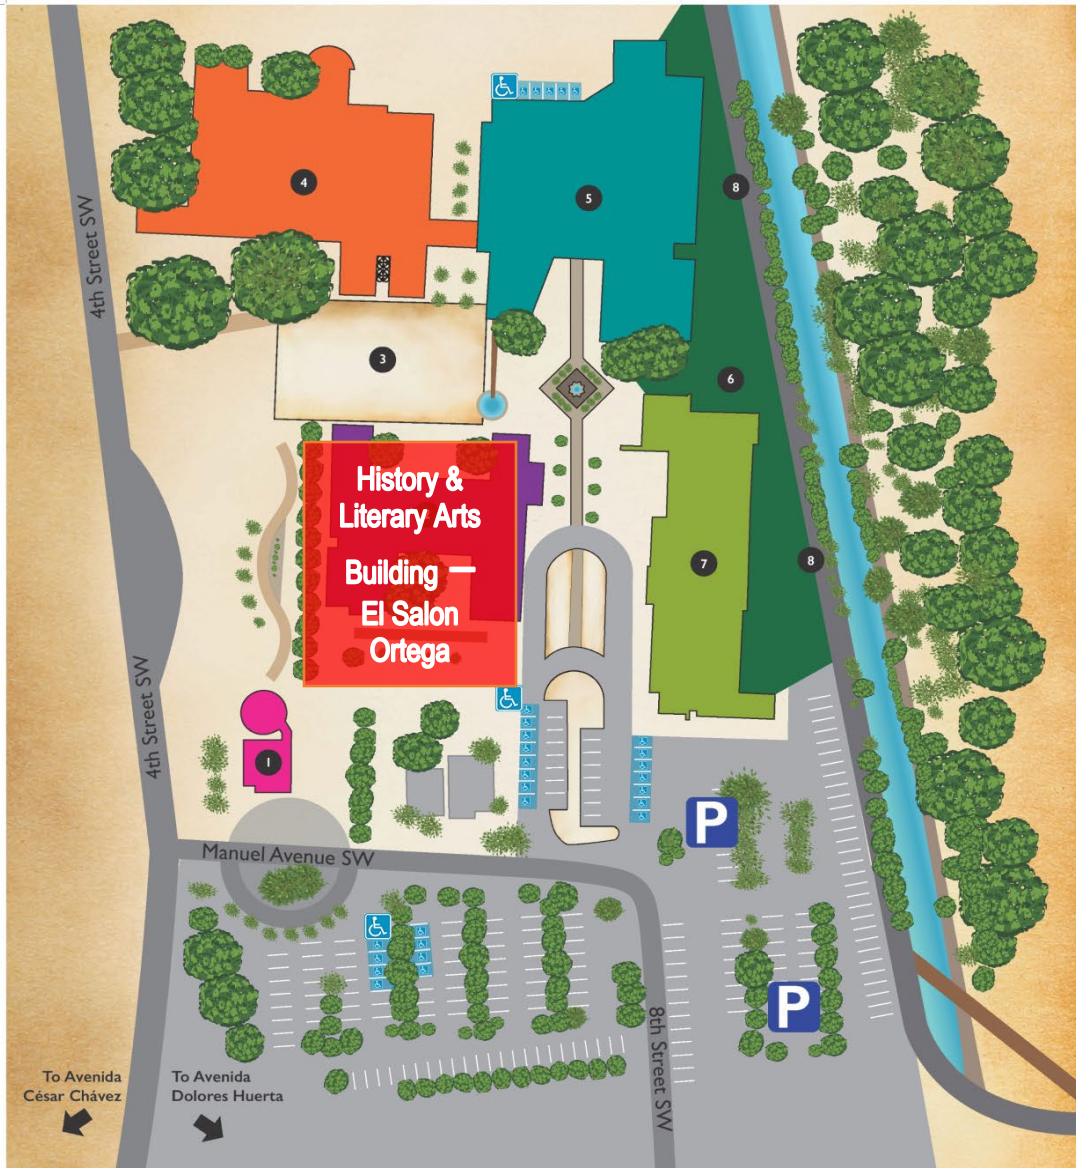 4
5
8
4th Street SW
3
6
History &
Literary Arts
Building –
El Salon
Ortega
7
8
4th Street SW
1
P
Manuel Avenue SW
P
8th Street SW
To Avenida
César Chávez
To Avenida
Dolores Huerta